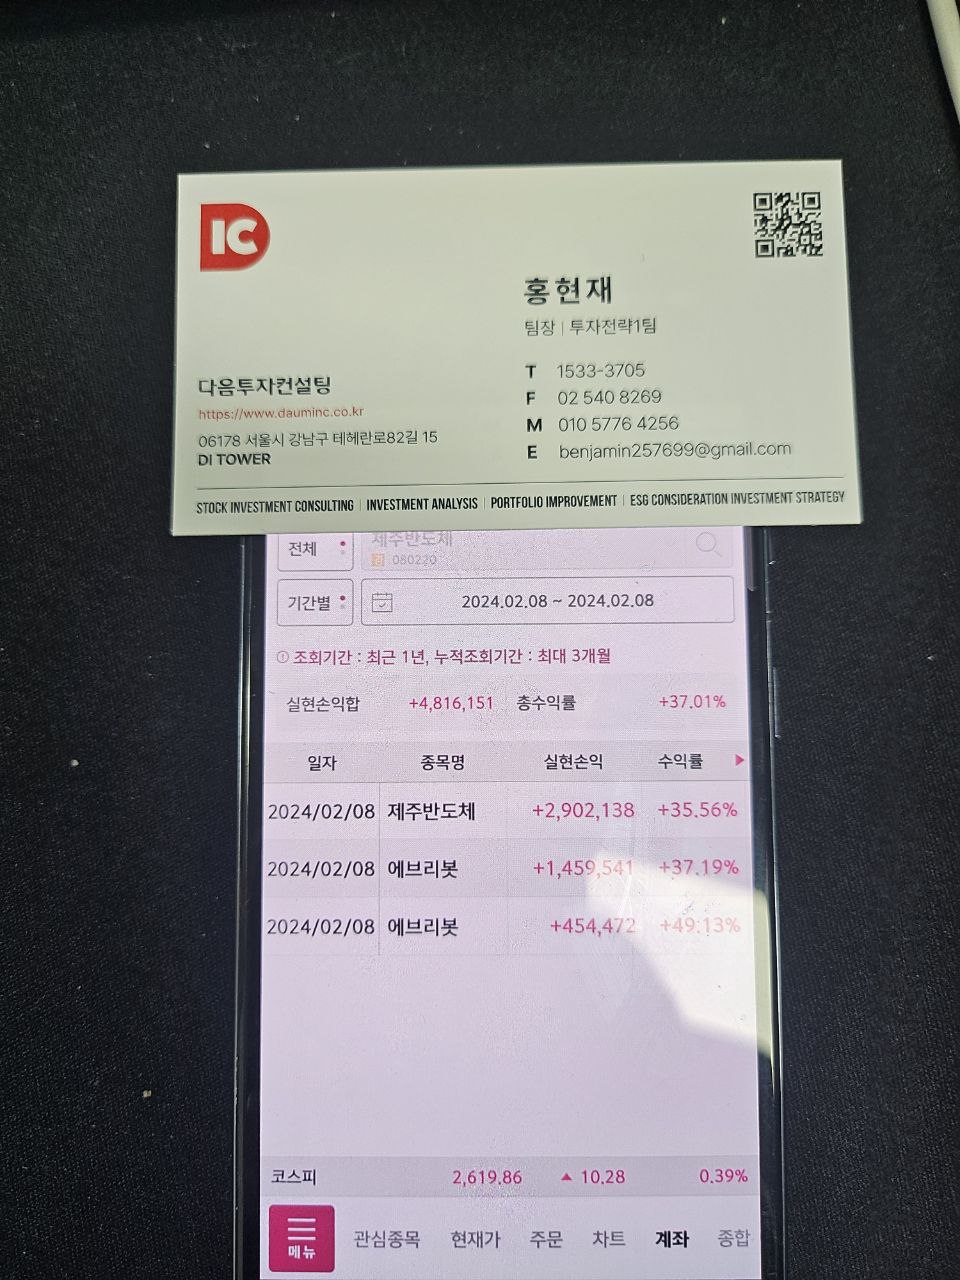 IC
홍현재
팀장 | 투자전략1팀
다음투자컨설팅
https://www.dauminc.co.kr
06178 서울시 강남구 테헤란로82길 15
DI TOWER
T 1533-3705
F 02 540 8269
M 010 5776 4256
E benjamin257699@gmail.com
STOCK INVESTMENT CONSULTING | INVESTMENT ANALYSIS | PORTFOLIO IMPROVEMENT | ESG CONSIDERATION INVESTMENT STRATEGY
전체 제주반도체
080220
기간별 2024.02.08 ~ 2024.02.08
조회기간 : 최근 1년, 누적조회기간 : 최대 3개월
실현손익합 +4,816,151 총수익률 +37.01%
일자 종목명 실현손익 수익률
2024/02/08 제주반도체 +2,902,138 +35.56%
2024/02/08 에브리봇 +1,459,541 +37.19%
2024/02/08 에브리봇 +454,472 +49.13%
코스피 2,619.86 ▲ 10.28 0.39%
메뉴 관심종목 현재가 주문 차트 계좌 종합